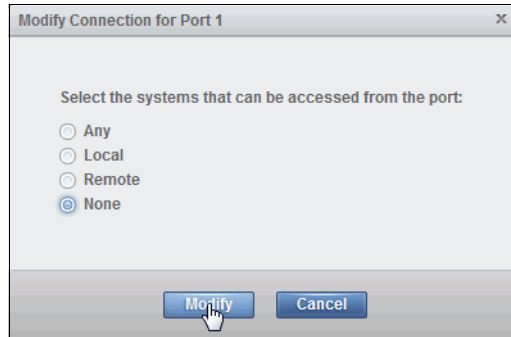 Modify Connection for Port 1 x
Select the systems that can be accessed from the port:
Any
Local
Remote
None
Modify Cancel